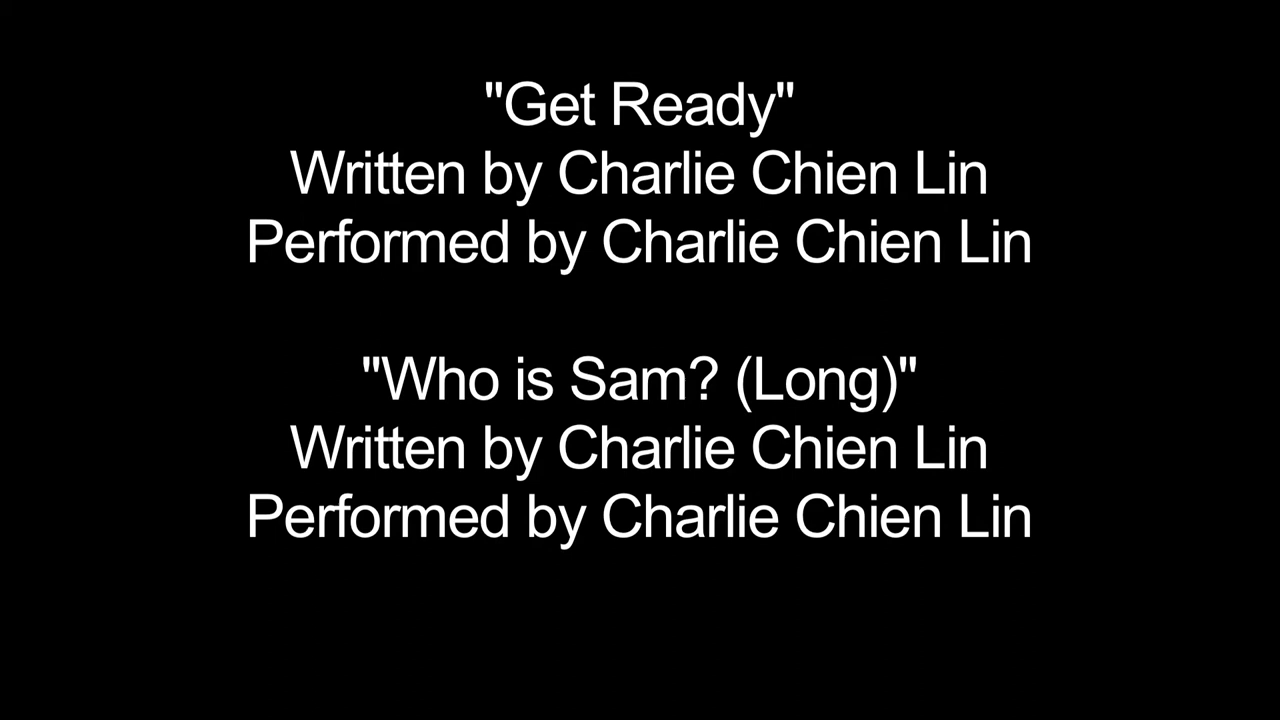 "Get Ready"
Written by Charlie Chien Lin
Performed by Charlie Chien Lin
"Who is Sam? (Long)"
Written by Charlie Chien Lin
Performed by Charlie Chien Lin